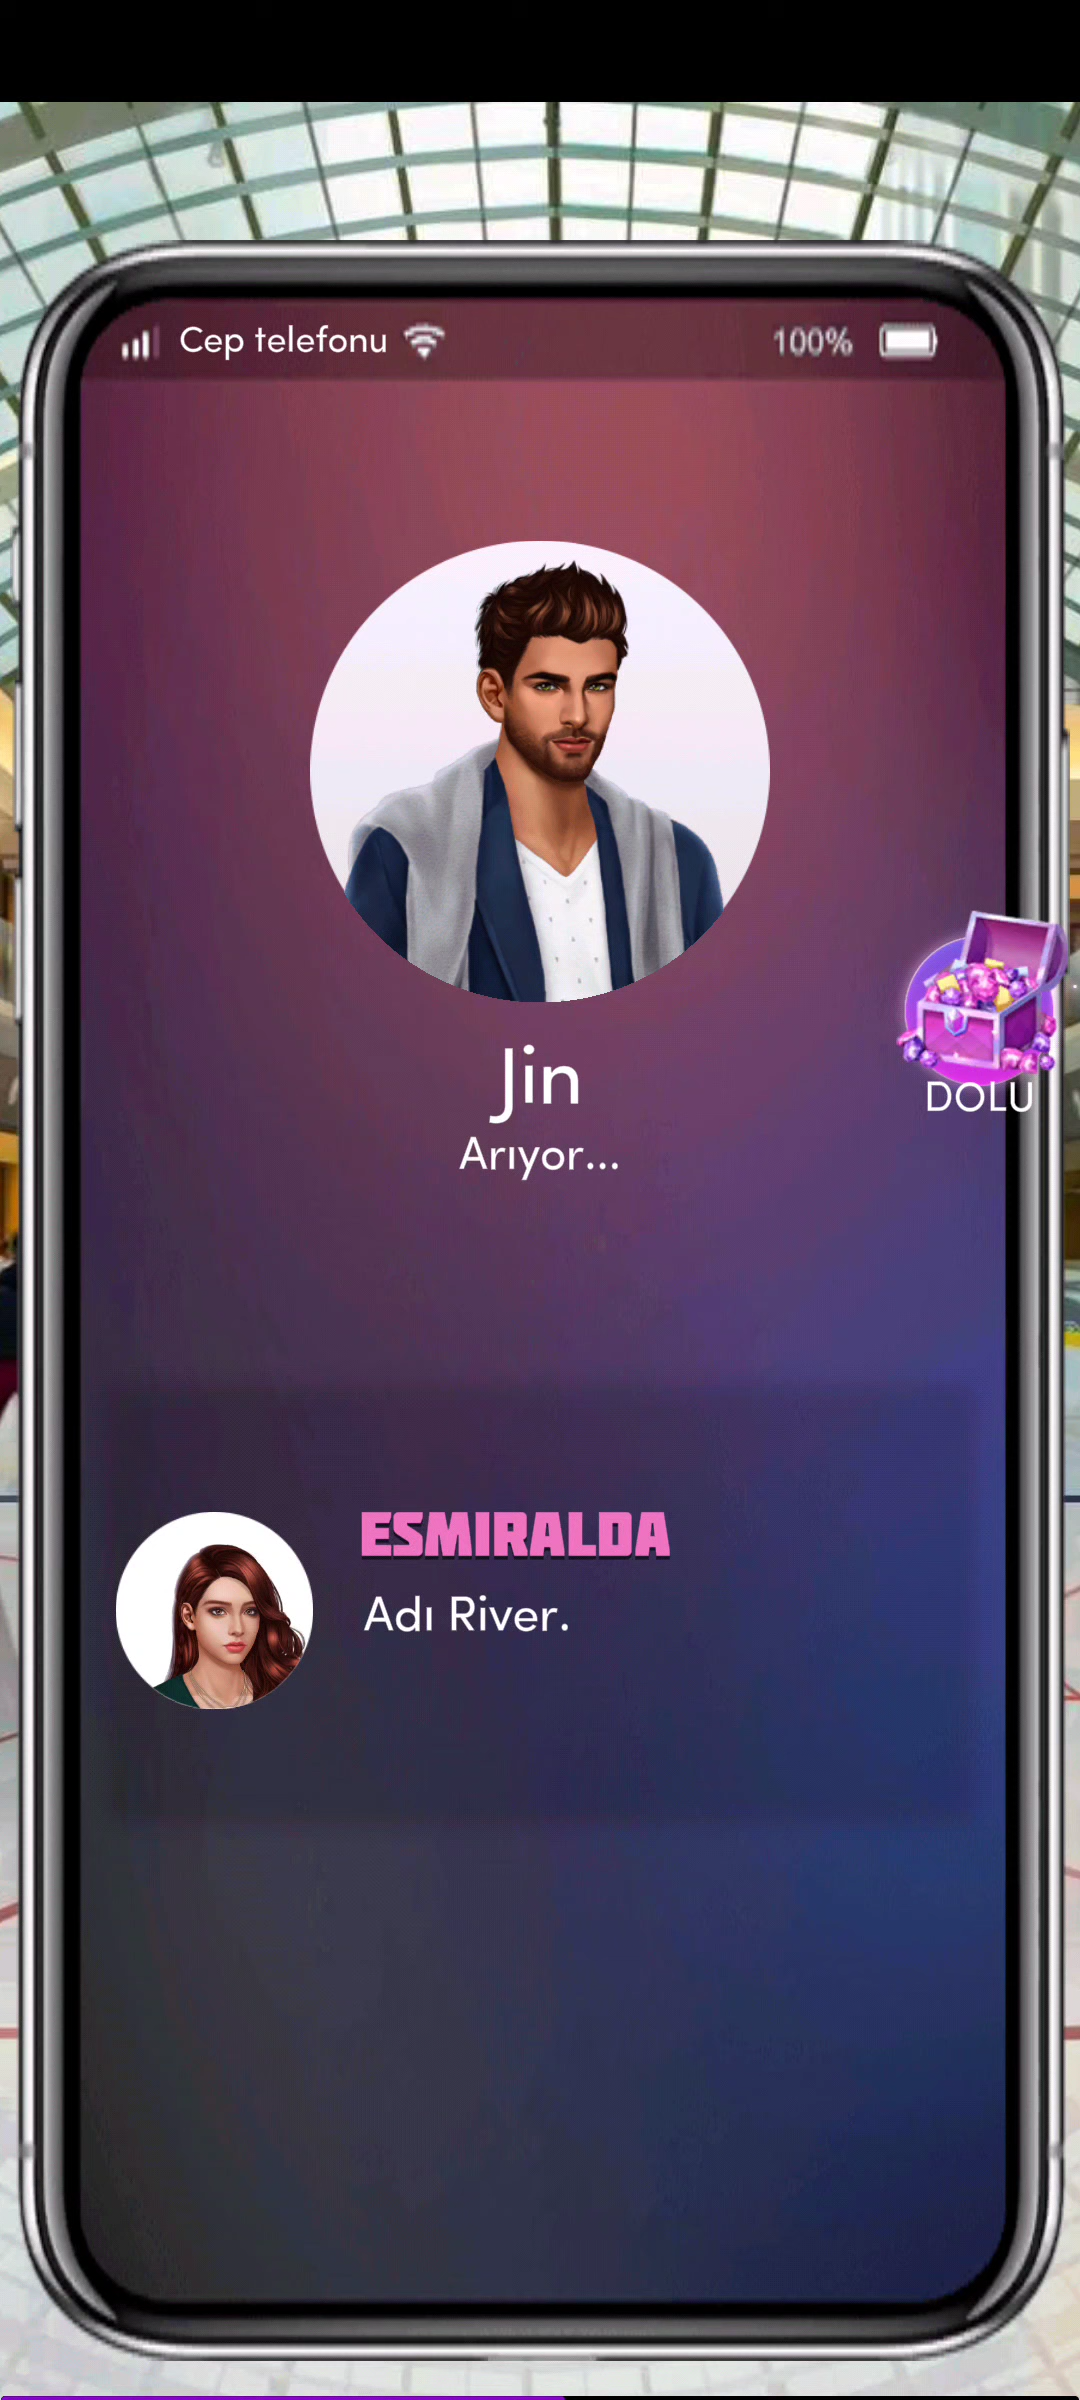 Cep telefonu
100%
Jin
Arıyor...
DOLU
ESMIRALDA
Adı River.